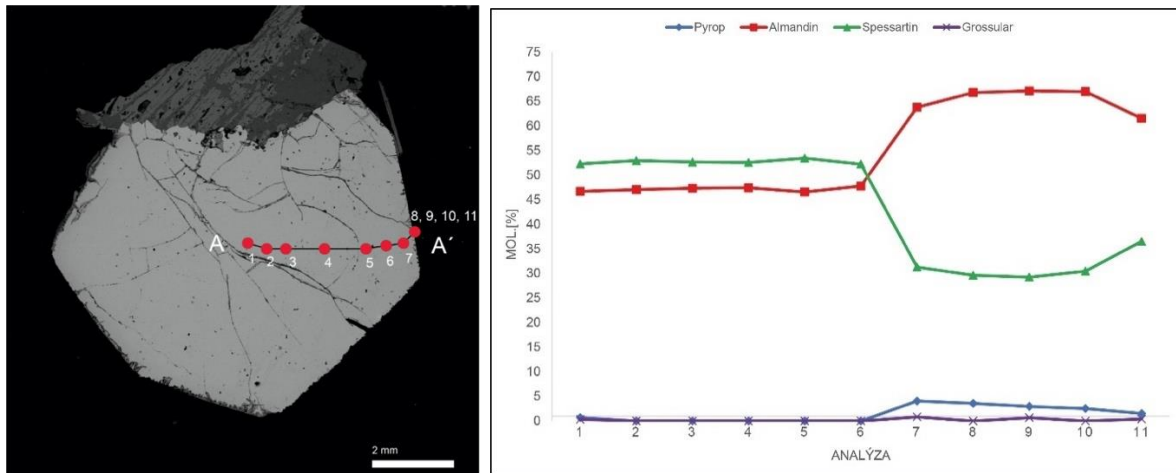 8, 9, 10, 11
A A´
1 2 3 4 5 6 7
2 mm
Pyrop Almandin Spessartin Grossular
75
70
65
60
55
50
45
40
35
30
25
20
15
10
5
0
MOL.[%]
1 2 3 4 5 6 7 8 9 10 11
ANALÝZA